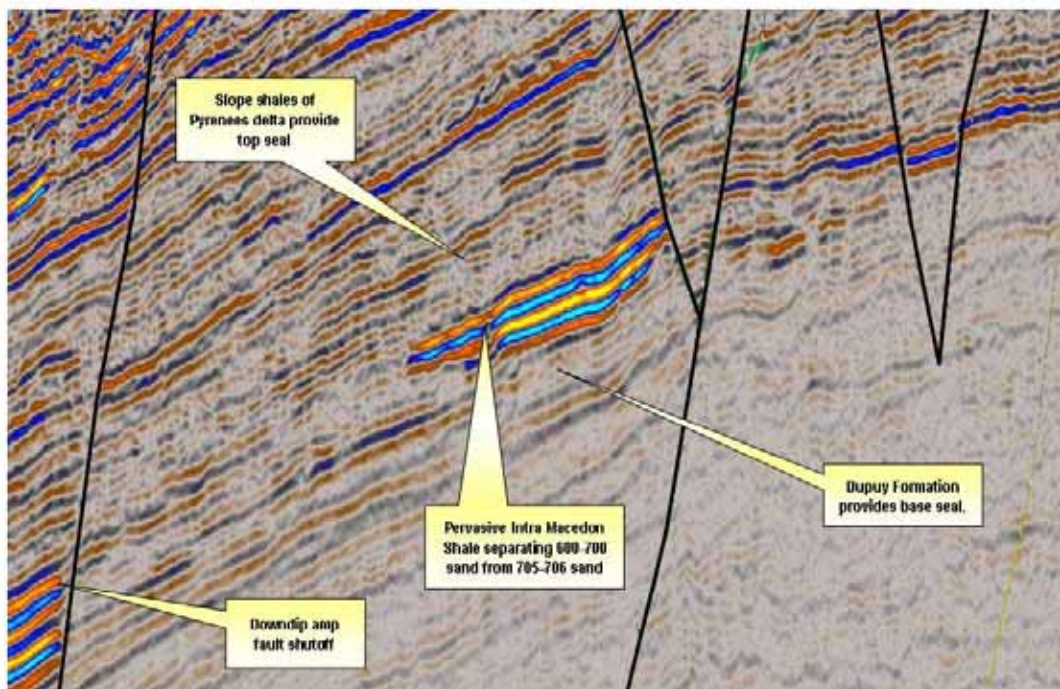 Slope shales of
Pyrenees delta provide
top seal
Pervasive Intra Macedon
Shale separating 600-700
sand from 705-706 sand
Dupuy Formation
provides base seal.
Downdip amp
fault shutoff